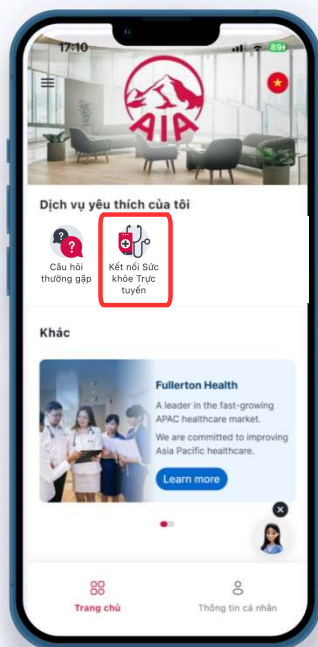 17:10
89
AIA
Dịch vụ yêu thích của tôi
Câu hỏi
thường gặp
Kết nối Sức
khỏe Trực
tuyến
Khác
Fullerton Health
A leader in the fast-growing
APAC healthcare market.
We are committed to improving
Asia Pacific healthcare.
Learn more
Trang chủ
Thông tin cá nhân